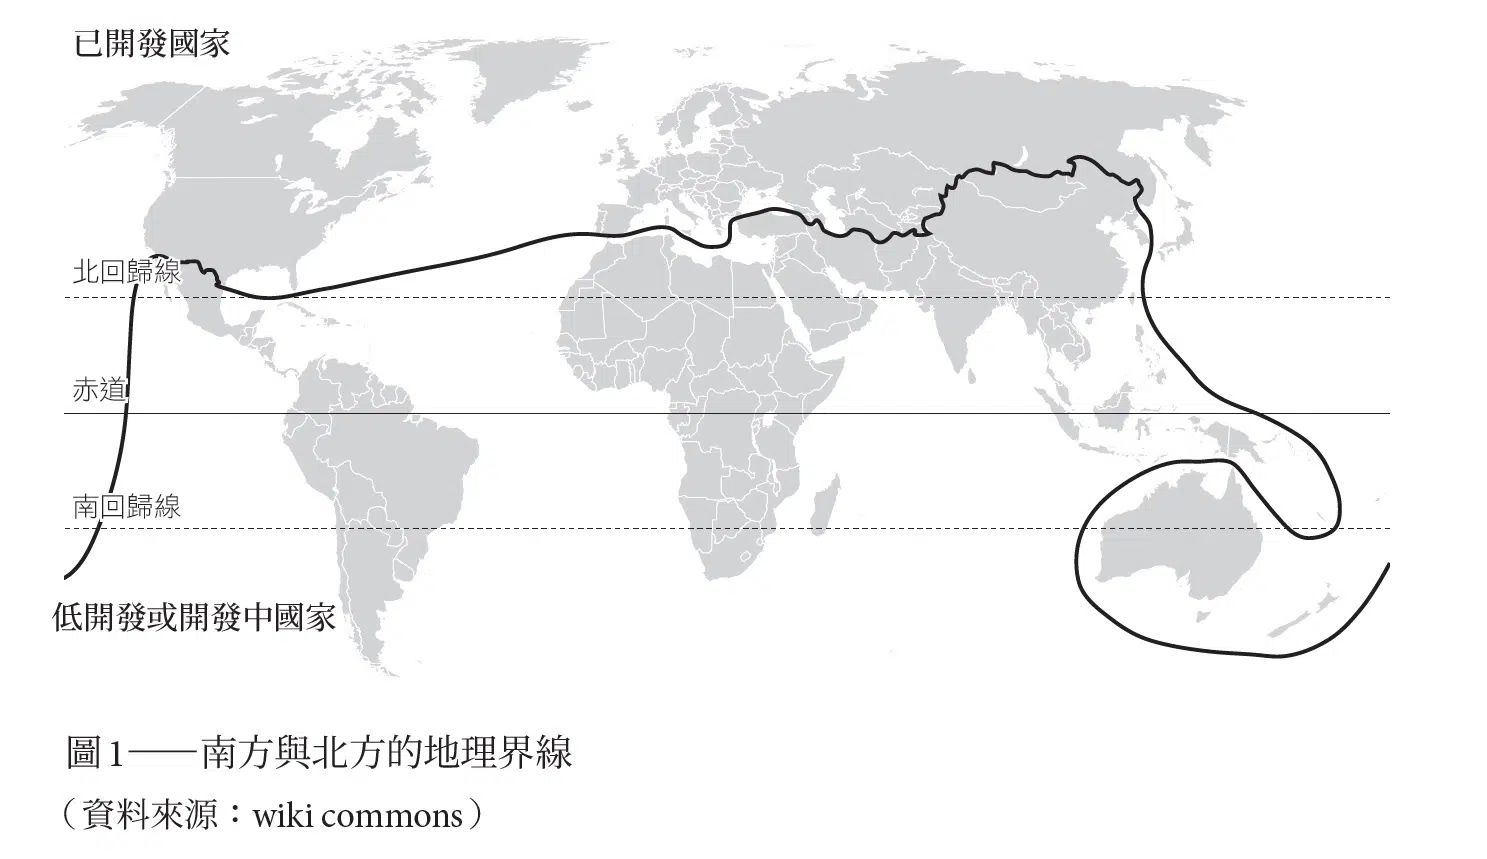 已開發國家
北回歸線
赤道
南回歸線
低開發或開發中國家
圖1——南方與北方的地理界線
（資料來源：wiki commons）